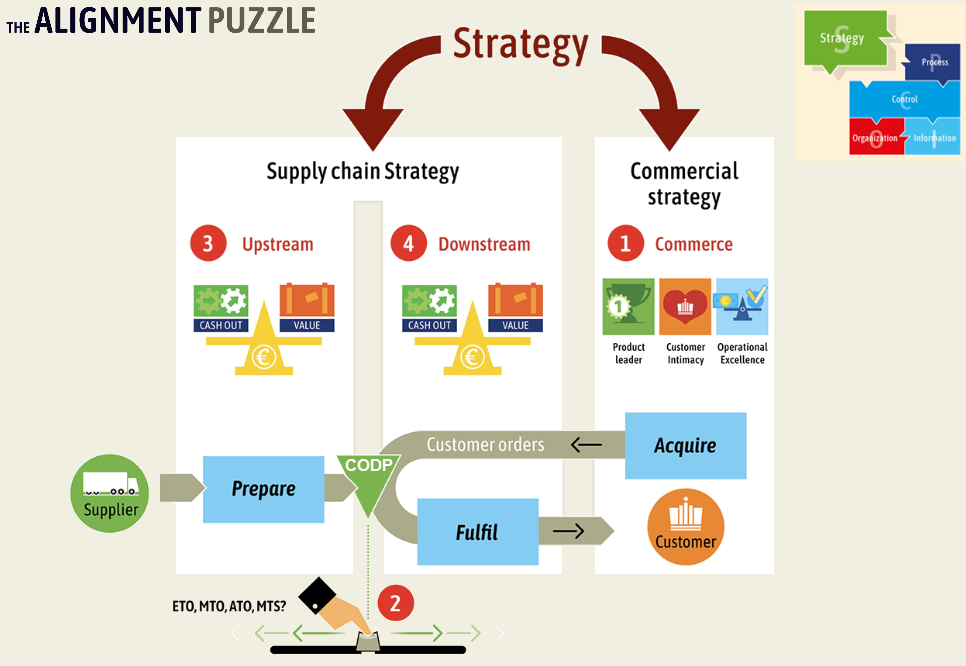 THE ALIGNMENT PUZZLE
Strategy
S
Strategy
P
Process
C
Control
O
Organization
I
Information
Supply chain Strategy
Commercial
strategy
3 Upstream
4 Downstream
1 Commerce
CASH OUT
VALUE
€
CASH OUT
VALUE
€
1
Product
leader
Customer
Intimacy
Operational
Excellence
Customer orders
Acquire
CODP
Prepare
Supplier
Fulfil
Customer
ETO, MTO, ATO, MTS?
2